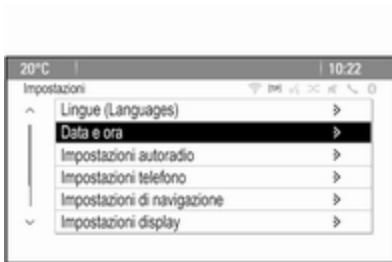 20°C 10:22
Impostazioni
Lingue (Languages)
Data e ora
Impostazioni autoradio
Impostazioni telefono
Impostazioni di navigazione
Impostazioni display